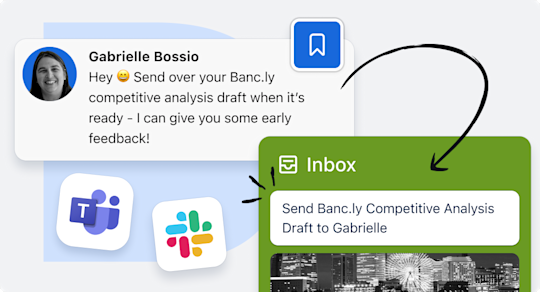 Gabrielle Bossio
Hey 😀 Send over your Banc.ly
competitive analysis draft when it's
ready - I can give you some early
feedback!
Inbox
Send Banc.ly Competitive Analysis
Draft to Gabrielle
T